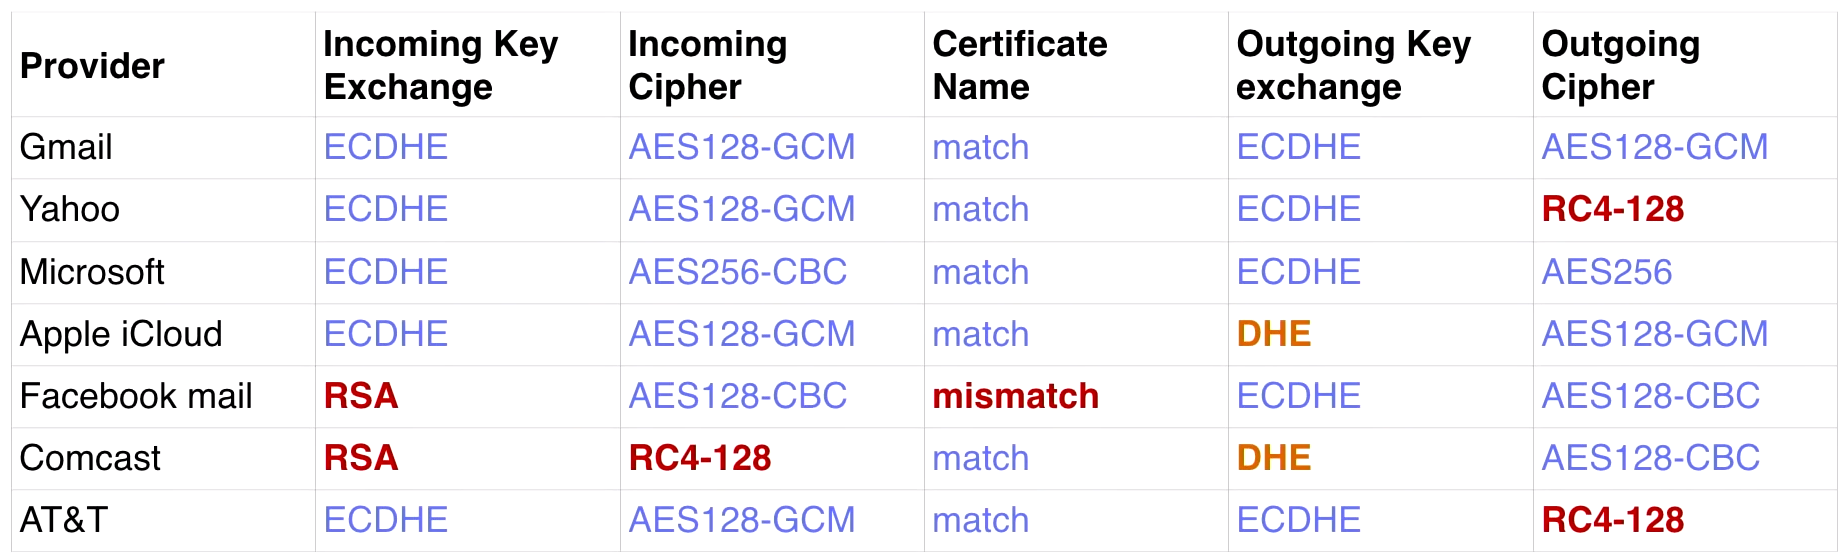 Provider Incoming Key Exchange Incoming Cipher Certificate Name Outgoing Key exchange Outgoing Cipher
Gmail ECDHE AES128-GCM match ECDHE AES128-GCM
Yahoo ECDHE AES128-GCM match ECDHE RC4-128
Microsoft ECDHE AES256-CBC match ECDHE AES256
Apple iCloud ECDHE AES128-GCM match DHE AES128-GCM
Facebook mail RSA AES128-CBC mismatch ECDHE AES128-CBC
Comcast RSA RC4-128 match DHE AES128-CBC
AT&T ECDHE AES128-GCM match ECDHE RC4-128